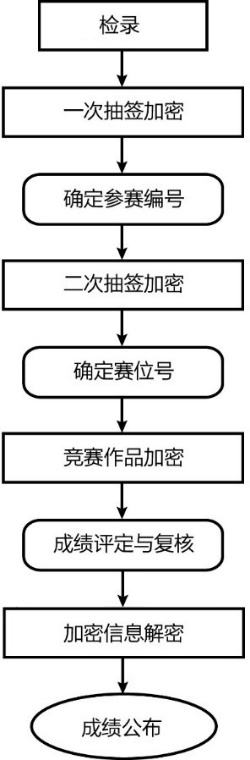 检录
一次抽签加密
确定参赛编号
二次抽签加密
确定赛位号
竞赛作品加密
成绩评定与复核
加密信息解密
成绩公布